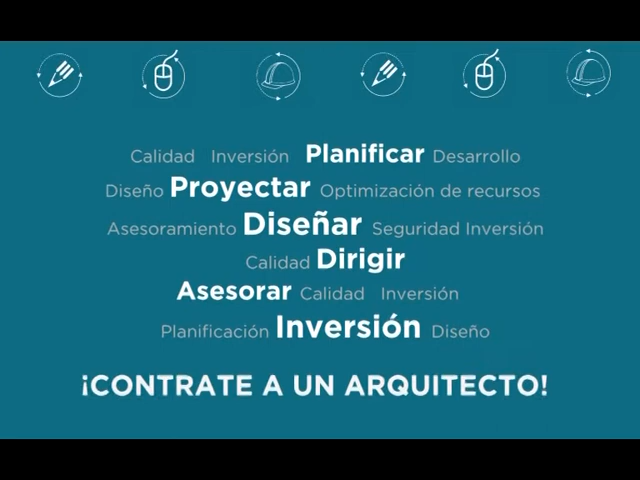 Calidad Inversión Planificar Desarrollo
Diseño Proyectar Optimización de recursos
Asesoramiento Diseñar Seguridad Inversión
Calidad Dirigir
Asesorar Calidad Inversión
Planificación Inversión Diseño
¡CONTRATE A UN ARQUITECTO!